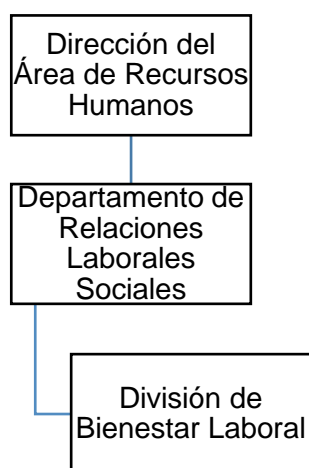 Dirección del
Área de Recursos
Humanos
Departamento de
Relaciones
Laborales
Sociales
División de
Bienestar Laboral